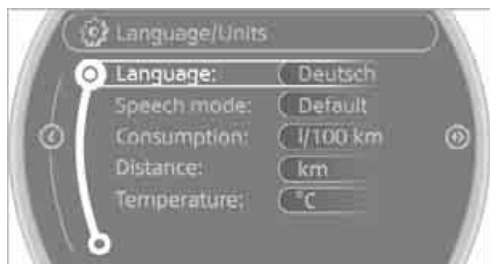 Language/Units
Language: Deutsch
Speech mode: Default
Consumption: l/100 km
Distance: km
Temperature: °C